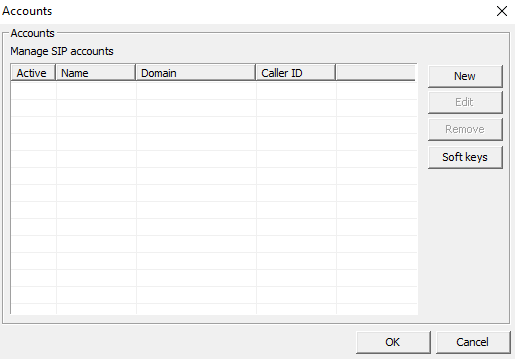 Accounts
Accounts
Manage SIP accounts
Active Name Domain Caller ID
New
Edit
Remove
Soft keys
OK Cancel